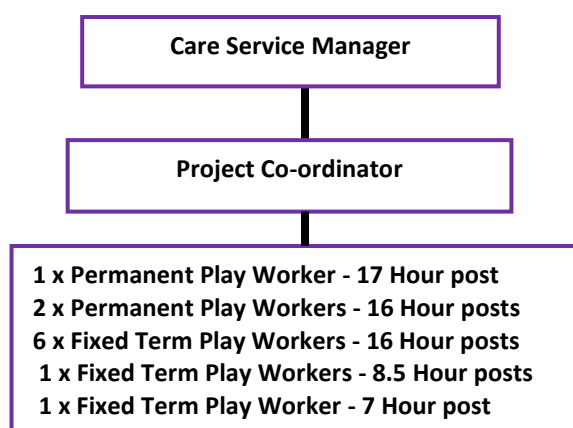 Care Service Manager
Project Co-ordinator
1 x Permanent Play Worker - 17 Hour post
2 x Permanent Play Workers - 16 Hour posts
6 x Fixed Term Play Workers - 16 Hour posts
1 x Fixed Term Play Workers - 8.5 Hour posts
1 x Fixed Term Play Worker - 7 Hour post